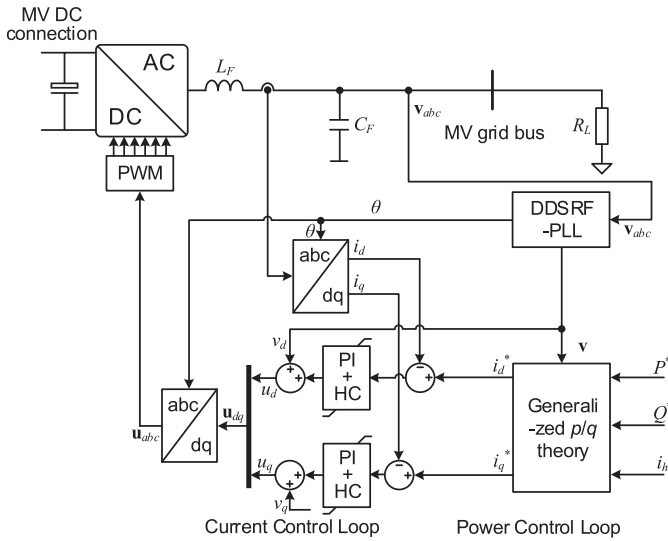 MV DC
connection
AC
DC
L_F
C_F
v_abc
MV grid bus
R_L
PWM
θ
DDSRF
-PLL
v_abc
θ
abc
dq
i_d
i_q
v
v_d
u_d
PI
+
HC
i_d*
P*
abc
dq
u_abc
u_dq
Generali
-zed p/q
theory
Q*
u_q
PI
+
HC
i_q*
i_h
v_q
Current Control Loop
Power Control Loop